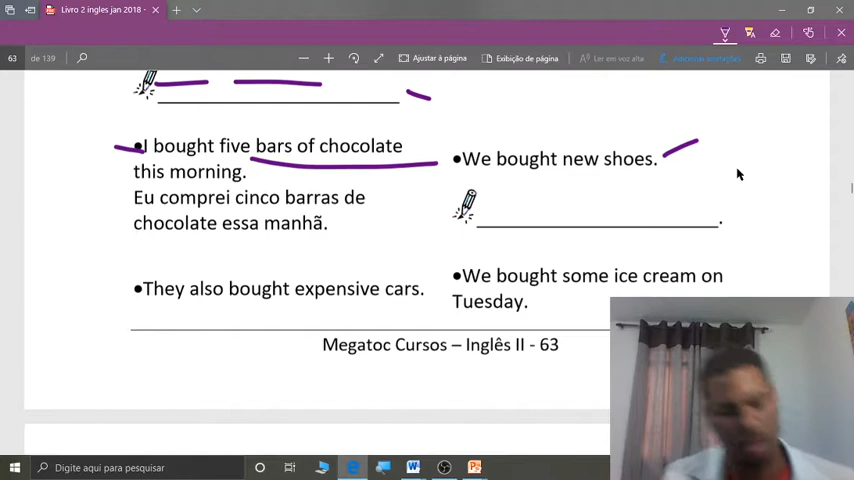 Livro 2 ingles jan 2018 -
63
de 139
Ajustar à página
Exibição de página
Ler em voz alta
Adicionar anotações
•I bought five bars of chocolate
this morning.
Eu comprei cinco barras de
chocolate essa manhã.
•We bought new shoes.
.
•They also bought expensive cars.
•We bought some ice cream on
Tuesday.
Megatoc Cursos – Inglês II - 63
Digite aqui para pesquisar